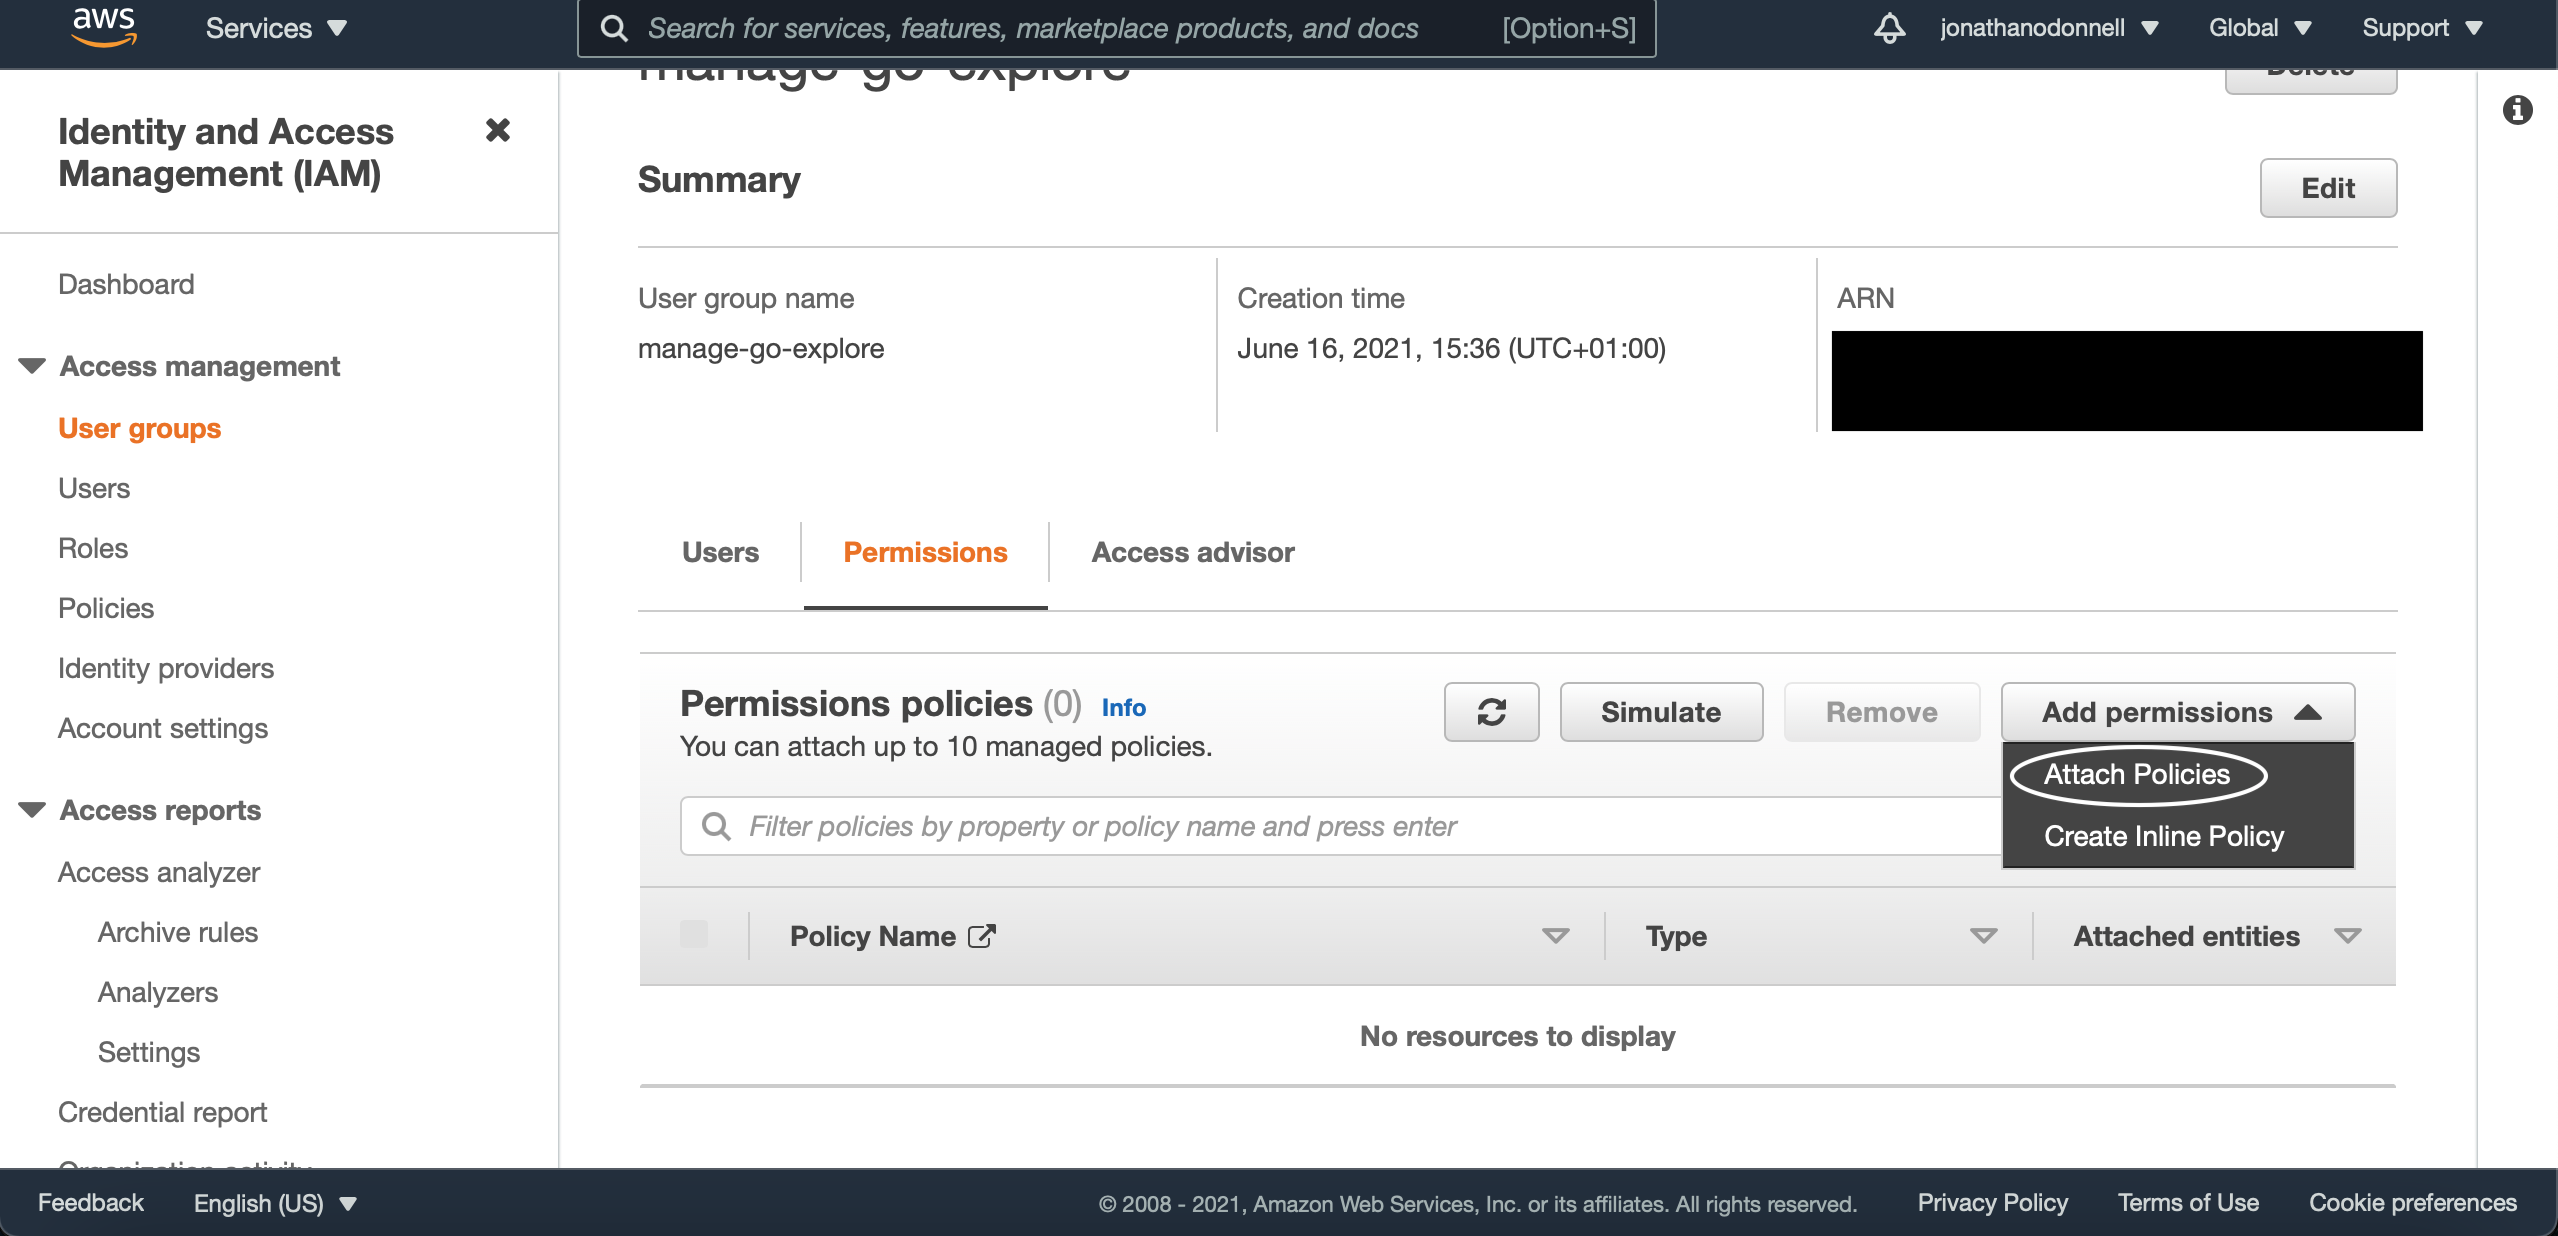 aws
Services
Search for services, features, marketplace products, and docs [Option+S]
jonathanodonnell
Global
Support
manage-go-explore
Delete
Identity and Access
Management (IAM)
Dashboard
Access management
User groups
Users
Roles
Policies
Identity providers
Account settings
Access reports
Access analyzer
Archive rules
Analyzers
Settings
Credential report
Organization activity
Summary
Edit
User group name
manage-go-explore
Creation time
June 16, 2021, 15:36 (UTC+01:00)
ARN
Users
Permissions
Access advisor
Permissions policies (0) Info
You can attach up to 10 managed policies.
Simulate
Remove
Add permissions
Attach Policies
Create Inline Policy
Filter policies by property or policy name and press enter
Policy Name
Type
Attached entities
No resources to display
Feedback
English (US)
© 2008 - 2021, Amazon Web Services, Inc. or its affiliates. All rights reserved.
Privacy Policy
Terms of Use
Cookie preferences